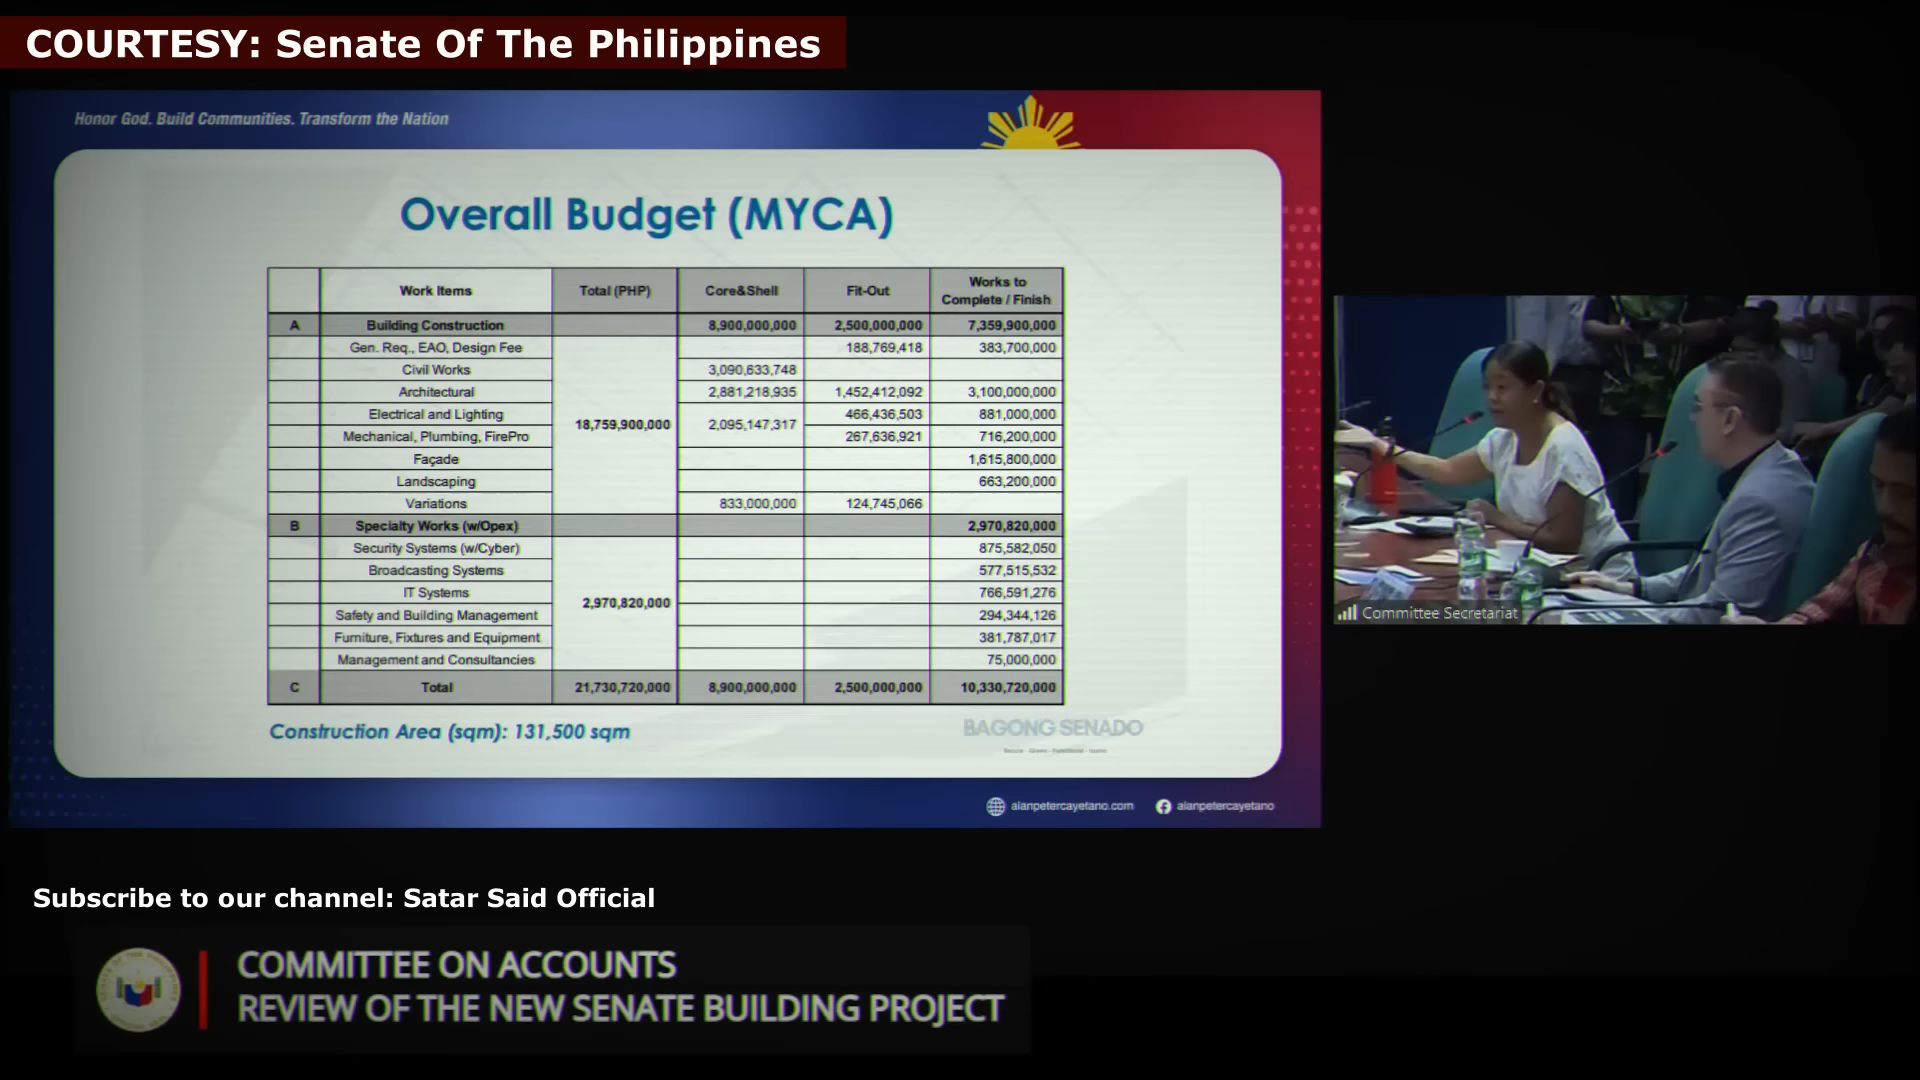 COURTESY: Senate Of The Philippines
Honor God. Build Communities. Transform the Nation
Overall Budget (MYCA)
Work Items Total (PHP) Core&Shell Fit-Out Works to Complete / Finish
A Building Construction 8,900,000,000 2,500,000,000 7,359,900,000
Gen. Req., EAO, Design Fee 188,769,418 383,700,000
Civil Works 3,090,633,748
Architectural 2,881,218,935 1,452,412,092 3,100,000,000
Electrical and Lighting 466,436,503 881,000,000
18,759,900,000 2,095,147,317
Mechanical, Plumbing, FirePro 267,636,921 716,200,000
Façade 1,615,800,000
Landscaping 663,200,000
Variations 833,000,000 124,745,066
B Specialty Works (w/Opex) 2,970,820,000
Security Systems (w/Cyber) 875,582,050
Broadcasting Systems 577,515,532
IT Systems 766,591,276
2,970,820,000
Safety and Building Management 294,344,126
Furniture, Fixtures and Equipment 381,787,017
Management and Consultancies 75,000,000
C Total 21,730,720,000 8,900,000,000 2,500,000,000 10,330,720,000
Construction Area (sqm): 131,500 sqm
BAGONG SENADO
alanpetercayetano.com alanpetercayetano
Committee Secretariat
Subscribe to our channel: Satar Said Official
COMMITTEE ON ACCOUNTS
REVIEW OF THE NEW SENATE BUILDING PROJECT